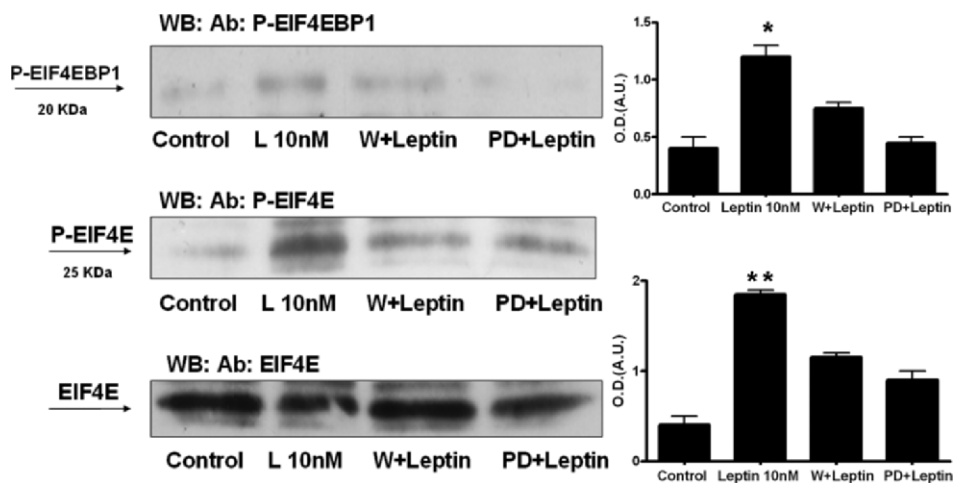 WB: Ab: P-EIF4EBP1
P-EIF4EBP1
20 KDa
Control L 10nM W+Leptin PD+Leptin
WB: Ab: P-EIF4E
P-EIF4E
25 KDa
Control L 10nM W+Leptin PD+Leptin
WB: Ab: EIF4E
EIF4E
Control L 10nM W+Leptin PD+Leptin
O.D.(A.U.)
1.5
1.0
0.5
0.0
*
Control Leptin 10nM W+Leptin PD+Leptin
O.D.(A.U.)
2
1
0
**
Control Leptin 10nM W+Leptin PD+Leptin